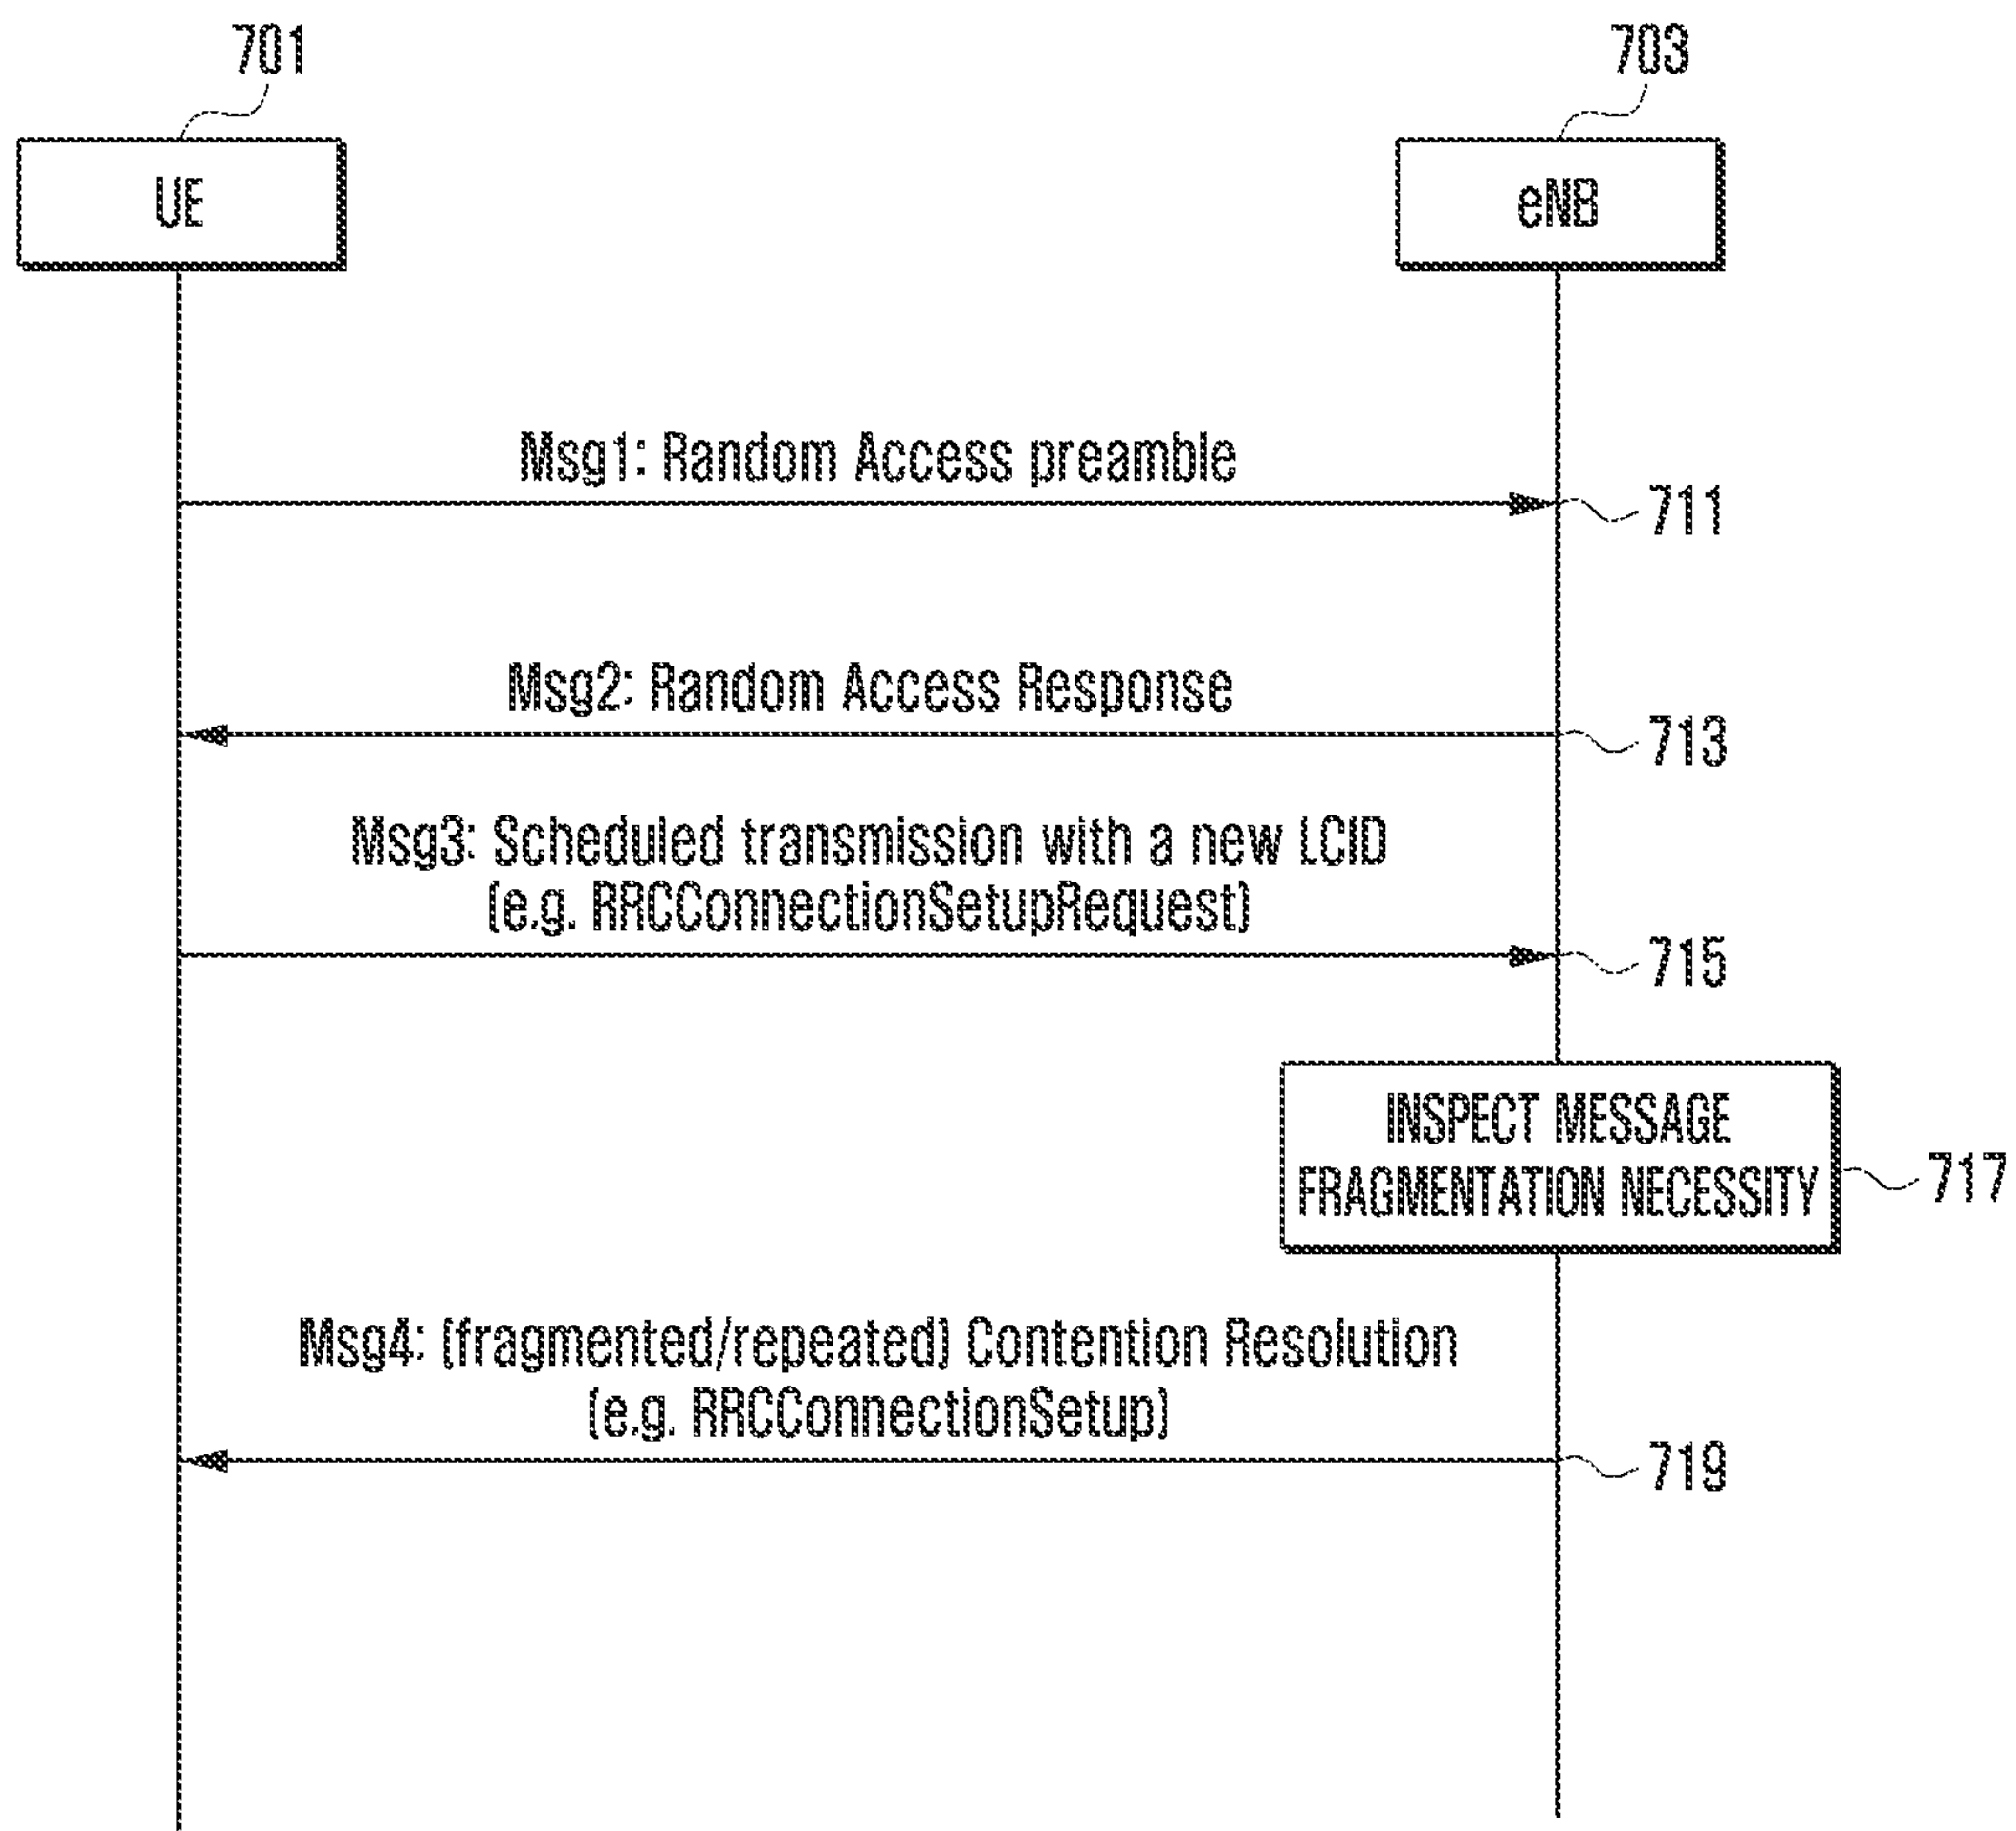 701
703
UE
eNB
Msg1: Random Access preamble
711
Msg2: Random Access Response
713
Msg3: Scheduled transmission with a new LCID
(e.g. RRCConnectionSetupRequest)
715
INSPECT MESSAGE
FRAGMENTATION NECESSITY
717
Msg4: (fragmented/repeated) Contention Resolution
(e.g. RRCConnectionSetup)
719